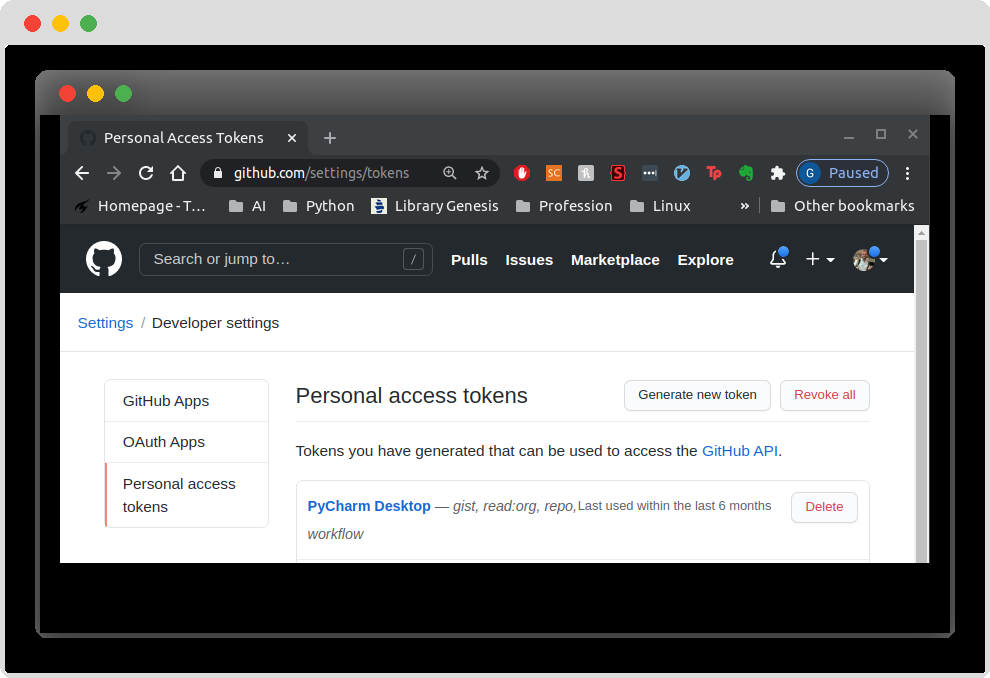 Personal Access Tokens
github.com/settings/tokens
SC
S
Tp
G Paused
Homepage - T...
AI
Python
Library Genesis
Profession
Linux
»
Other bookmarks
Search or jump to…
/
Pulls
Issues
Marketplace
Explore
Settings / Developer settings
GitHub Apps
OAuth Apps
Personal access
tokens
Personal access tokens
Generate new token
Revoke all
Tokens you have generated that can be used to access the GitHub API.
PyCharm Desktop — gist, read:org, repo,
workflow
Last used within the last 6 months
Delete